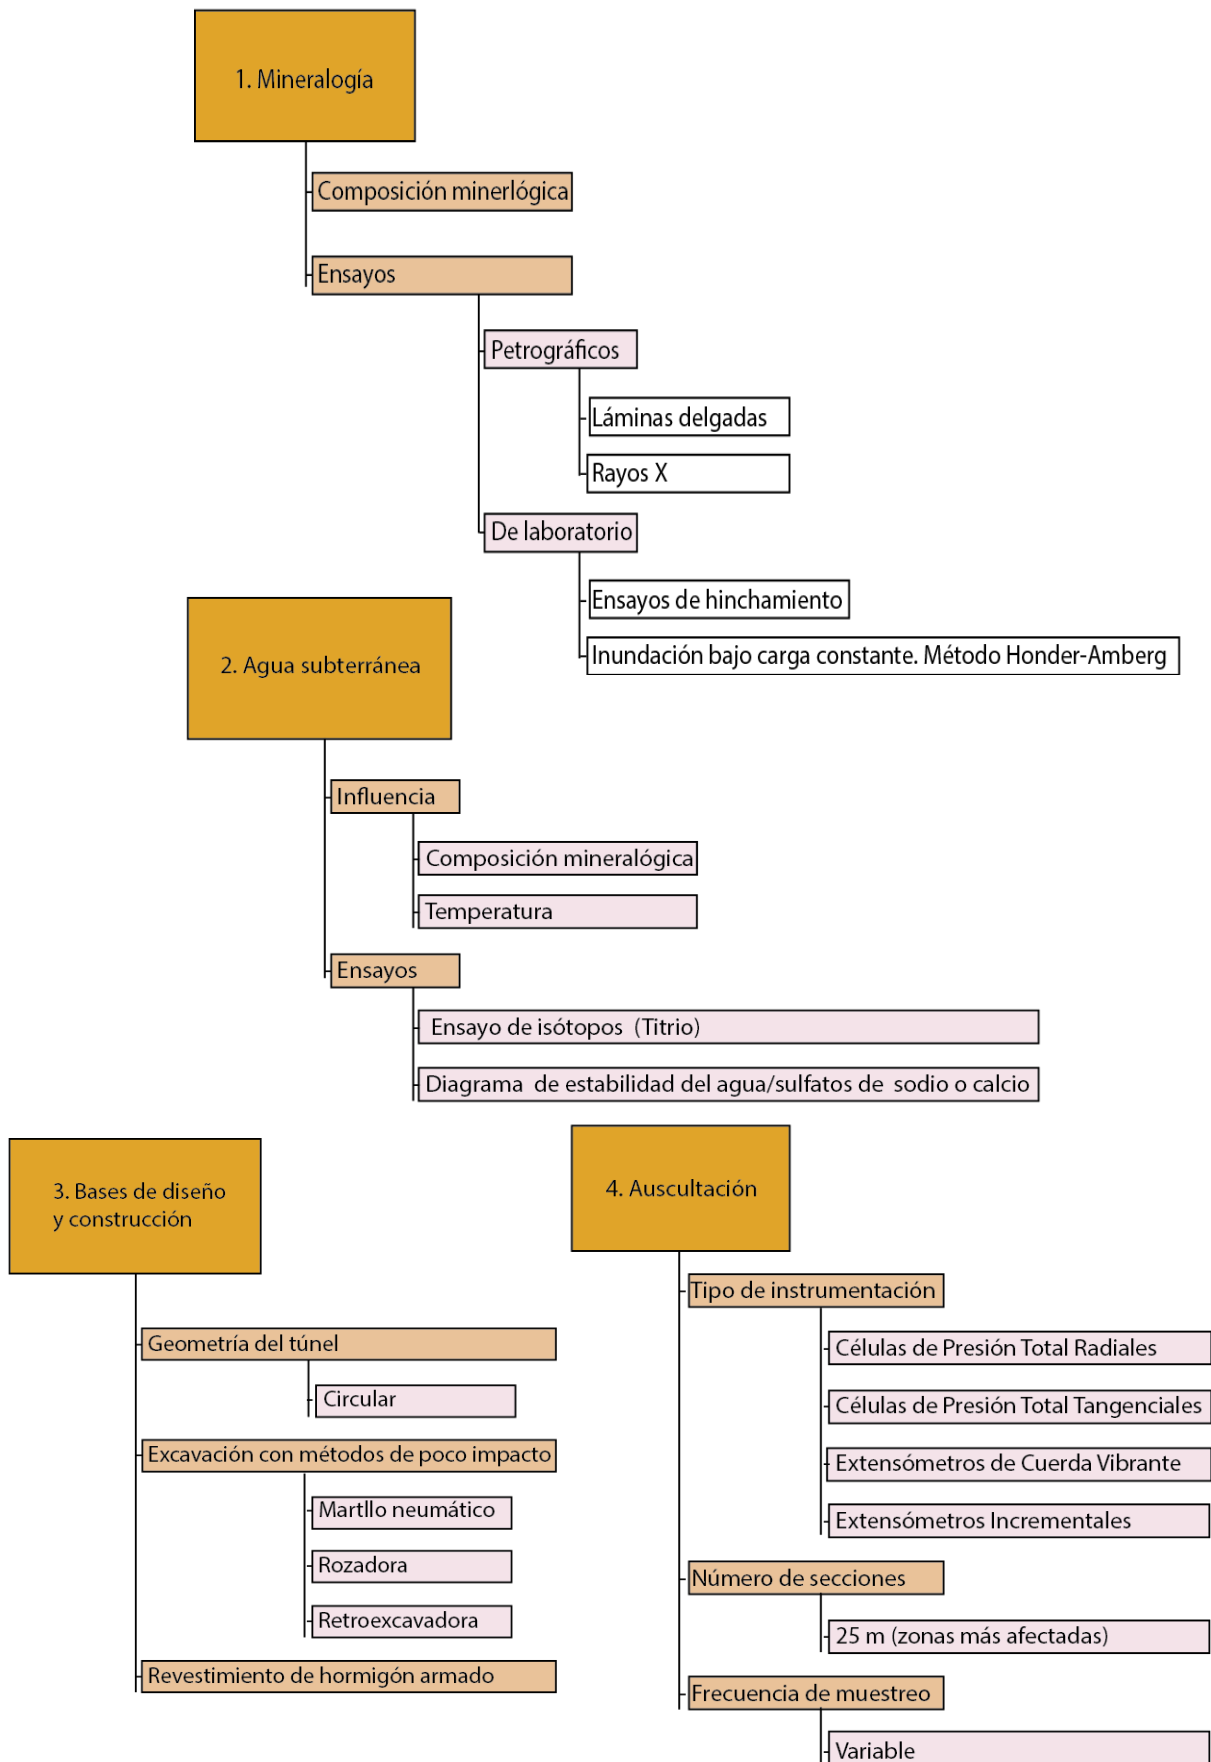 1. Mineralogía
Composición minerlógica
Ensayos
Petrográficos
Láminas delgadas
Rayos X
De laboratorio
Ensayos de hinchamiento
Inundación bajo carga constante. Método Honder-Amberg
2. Agua subterránea
Influencia
Composición mineralógica
Temperatura
Ensayos
Ensayo de isótopos (Titrio)
Diagrama de estabilidad del agua/sulfatos de sodio o calcio
3. Bases de diseño
y construcción
Geometría del túnel
Circular
Excavación con métodos de poco impacto
Martllo neumático
Rozadora
Retroexcavadora
Revestimiento de hormigón armado
4. Auscultación
Tipo de instrumentación
Células de Presión Total Radiales
Células de Presión Total Tangenciales
Extensómetros de Cuerda Vibrante
Extensómetros Incrementales
Número de secciones
25 m (zonas más afectadas)
Frecuencia de muestreo
Variable